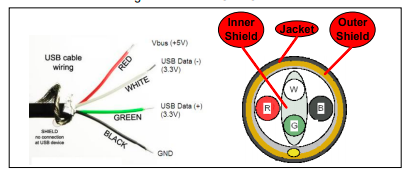 USB cable
wiring
Vbus (+5V)
RED
USB Data (-)
(3.3V)
WHITE
USB Data (+)
(3.3V)
GREEN
BLACK
GND
SHIELD
no connection
at USB device
Inner
Shield
Jacket
Outer
Shield
W
R
B
G